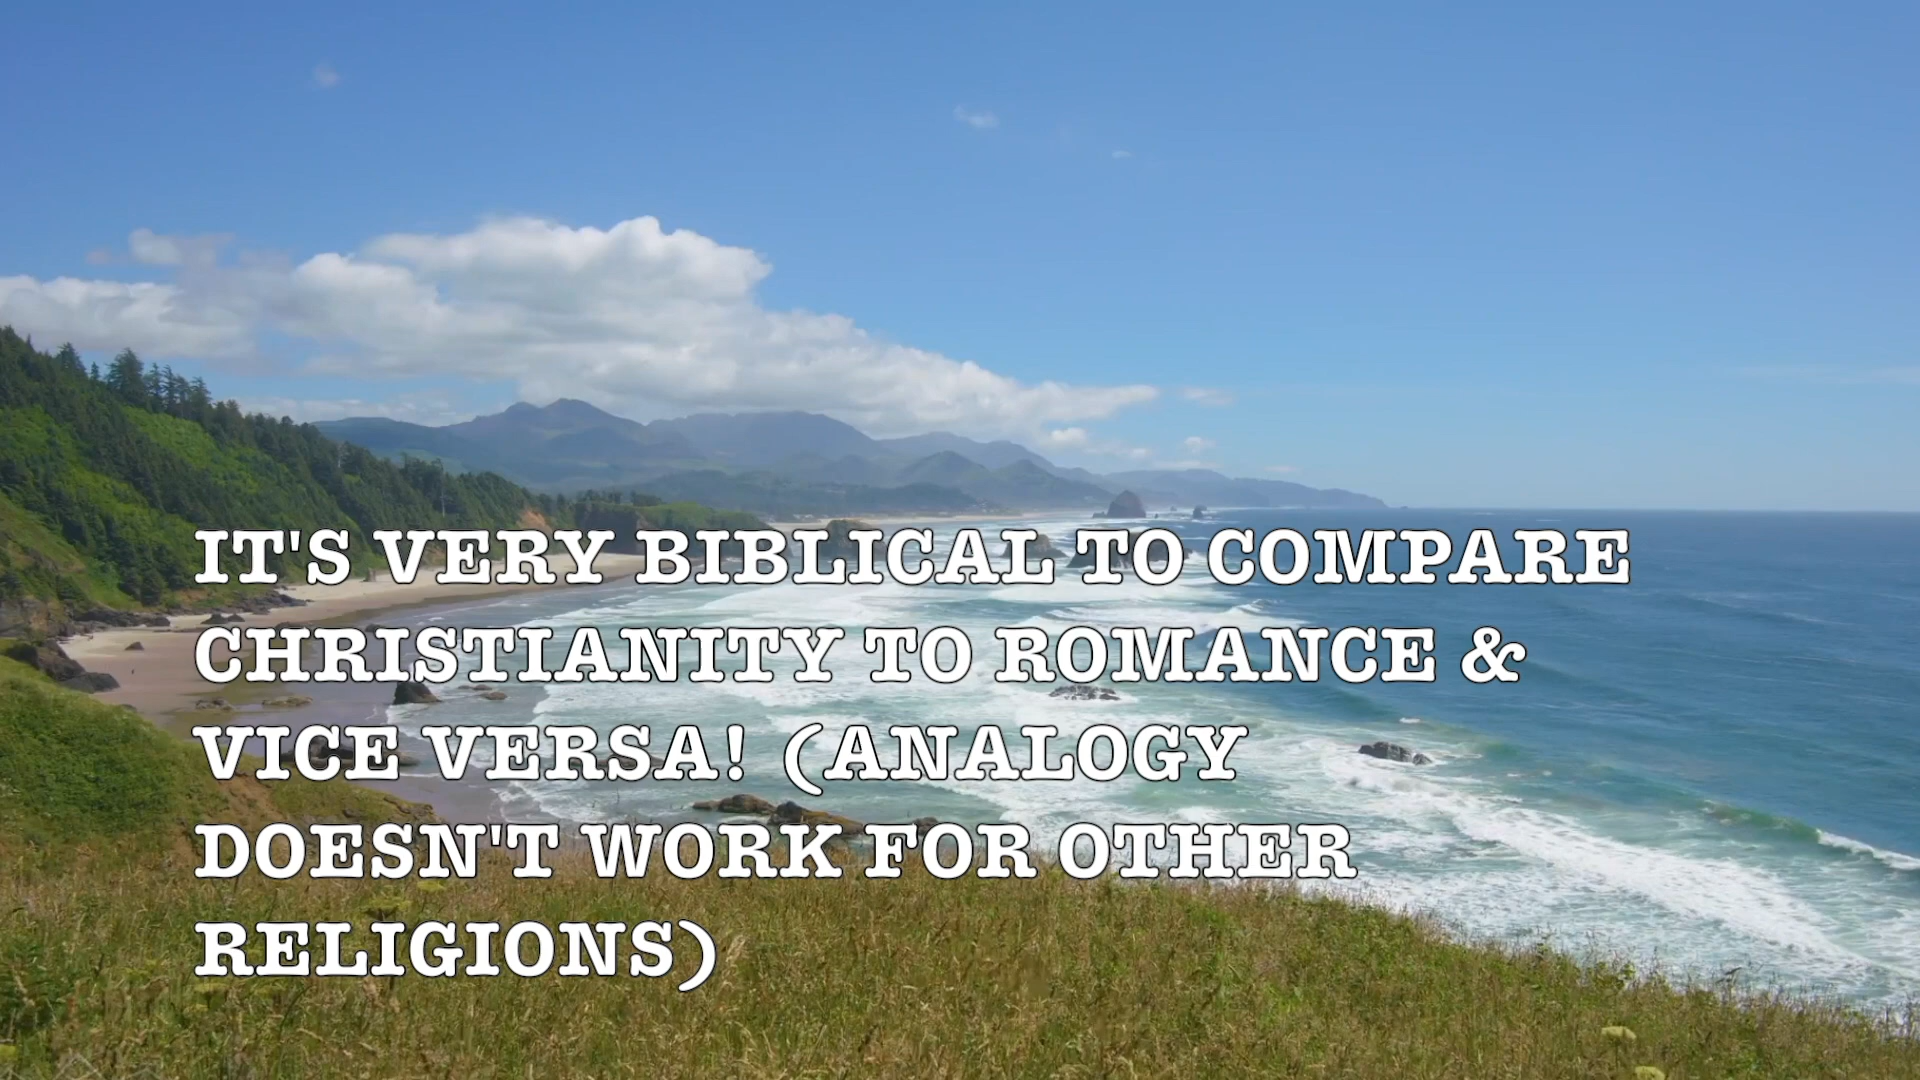 IT'S VERY BIBLICAL TO COMPARE
CHRISTIANITY TO ROMANCE &
VICE VERSA! (ANALOGY
DOESN'T WORK FOR OTHER
RELIGIONS)